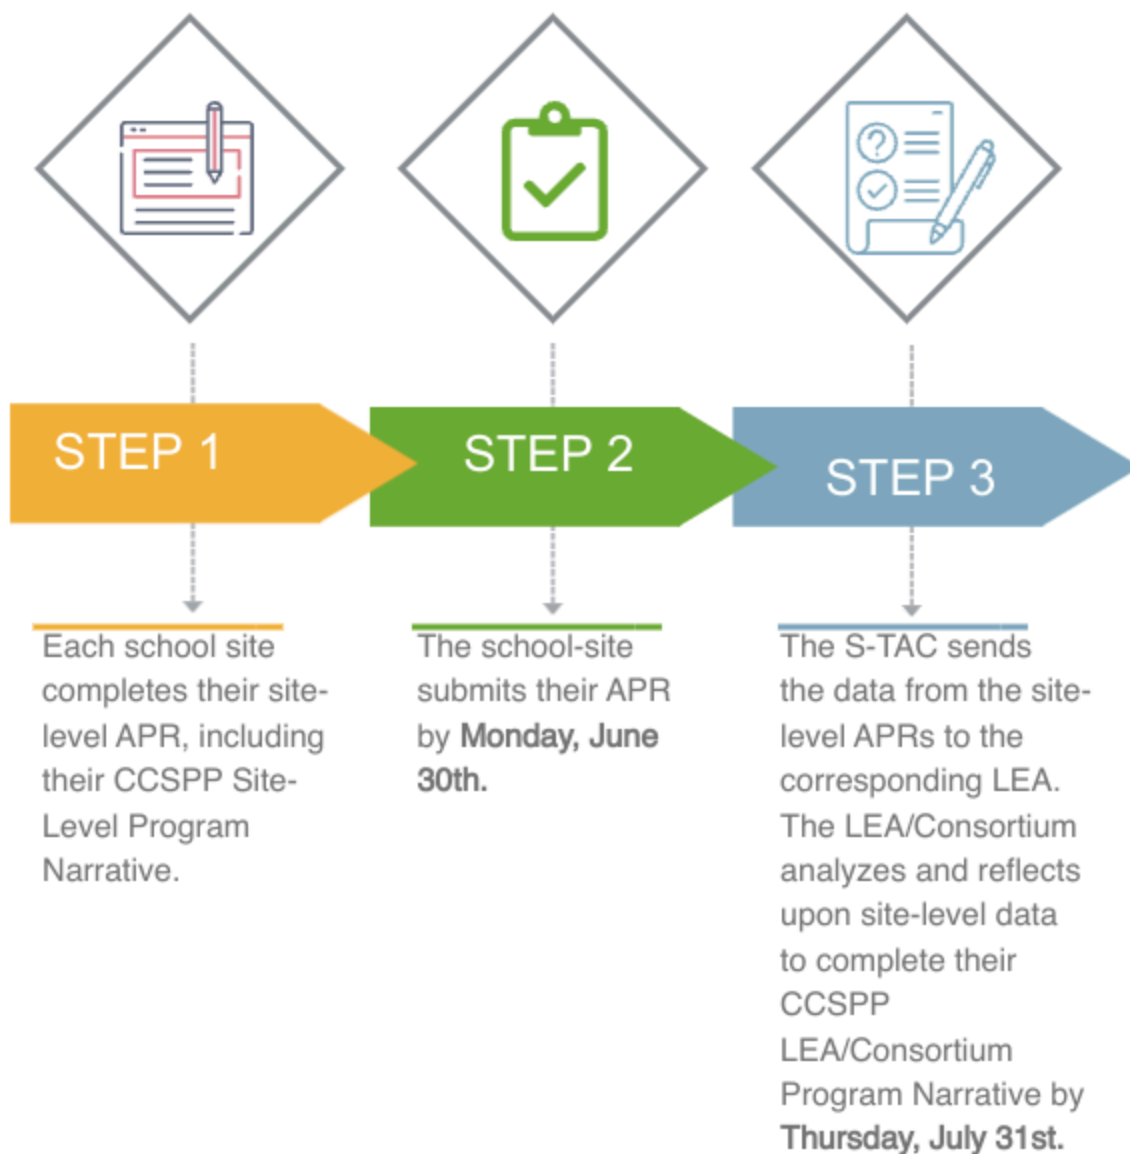 STEP 1
STEP 2
STEP 3
Each school site
completes their site-
level APR, including
their CCSPP Site-
Level Program
Narrative.
The school-site
submits their APR
by Monday, June
30th.
The S-TAC sends
the data from the site-
level APRs to the
corresponding LEA.
The LEA/Consortium
analyzes and reflects
upon site-level data
to complete their
CCSPP
LEA/Consortium
Program Narrative by
Thursday, July 31st.